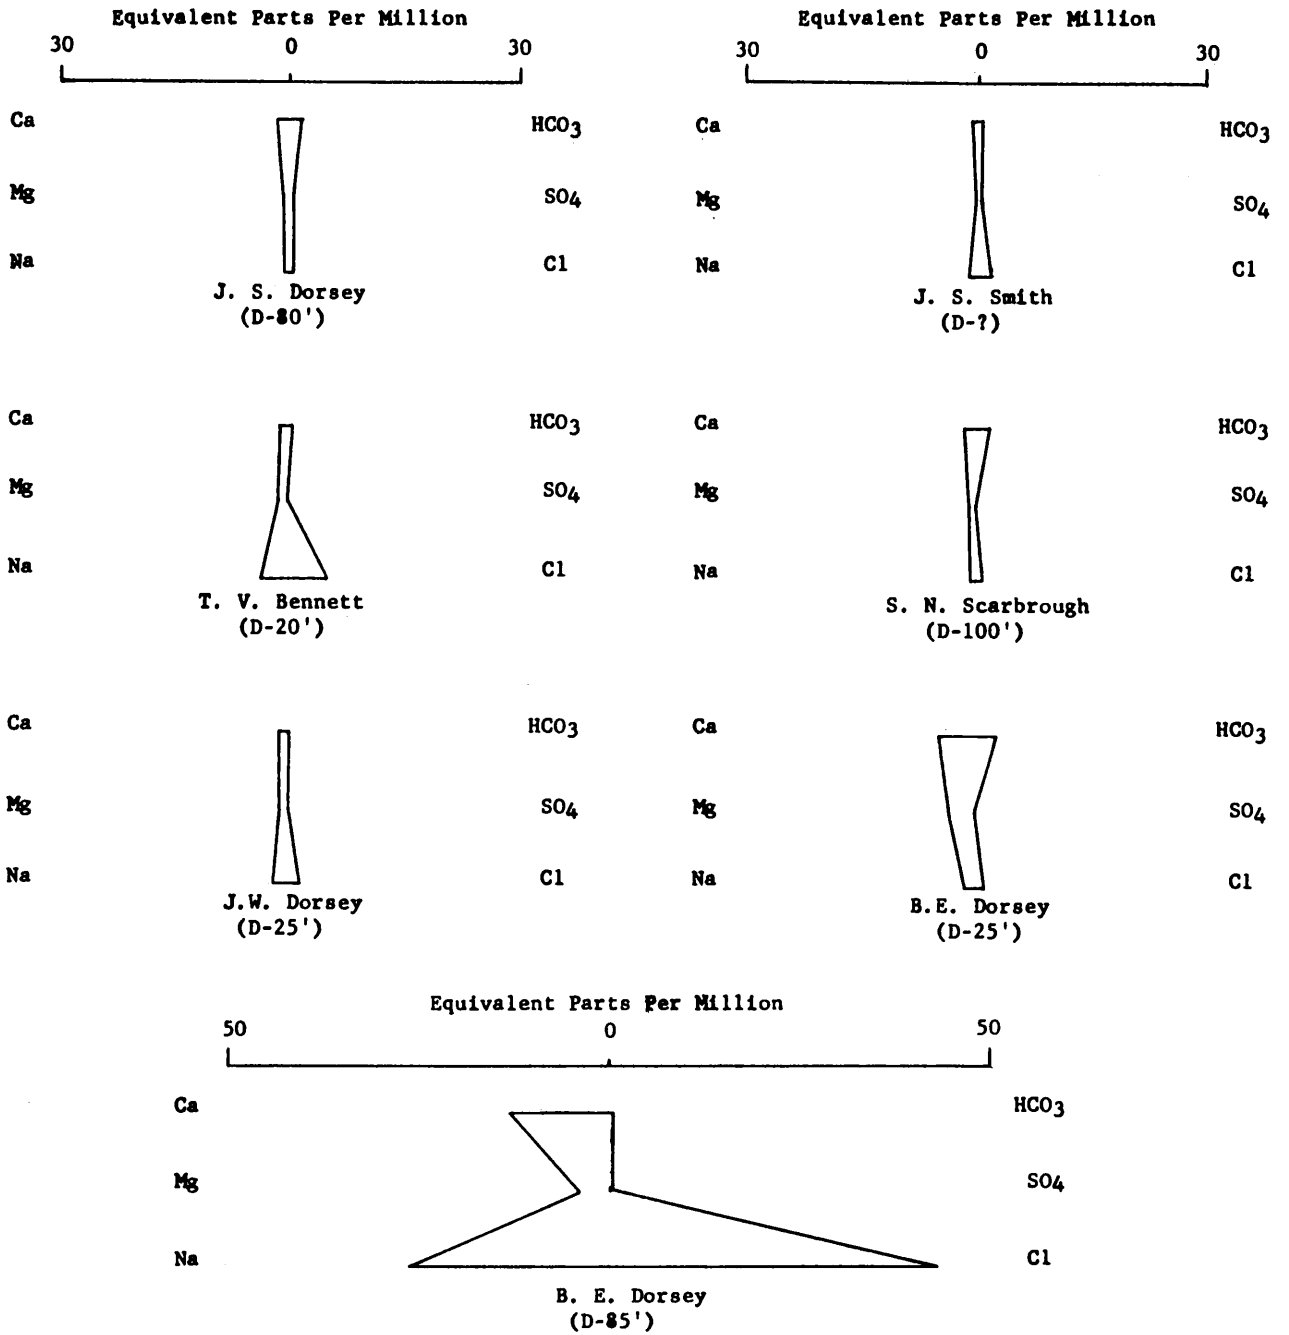 Equivalent Parts Per Million
30 0 30
Ca HCO3
Mg SO4
Na Cl
J. S. Dorsey
(D-80')
Equivalent Parts Per Million
30 0 30
Ca HCO3
Mg SO4
Na Cl
J. S. Smith
(D-?)
Ca HCO3
Mg SO4
Na Cl
T. V. Bennett
(D-20')
Ca HCO3
Mg SO4
Na Cl
S. N. Scarbrough
(D-100')
Ca HCO3
Mg SO4
Na Cl
J.W. Dorsey
(D-25')
Ca HCO3
Mg SO4
Na Cl
B.E. Dorsey
(D-25')
Equivalent Parts Per Million
50 0 50
Ca HCO3
Mg SO4
Na Cl
B. E. Dorsey
(D-85')